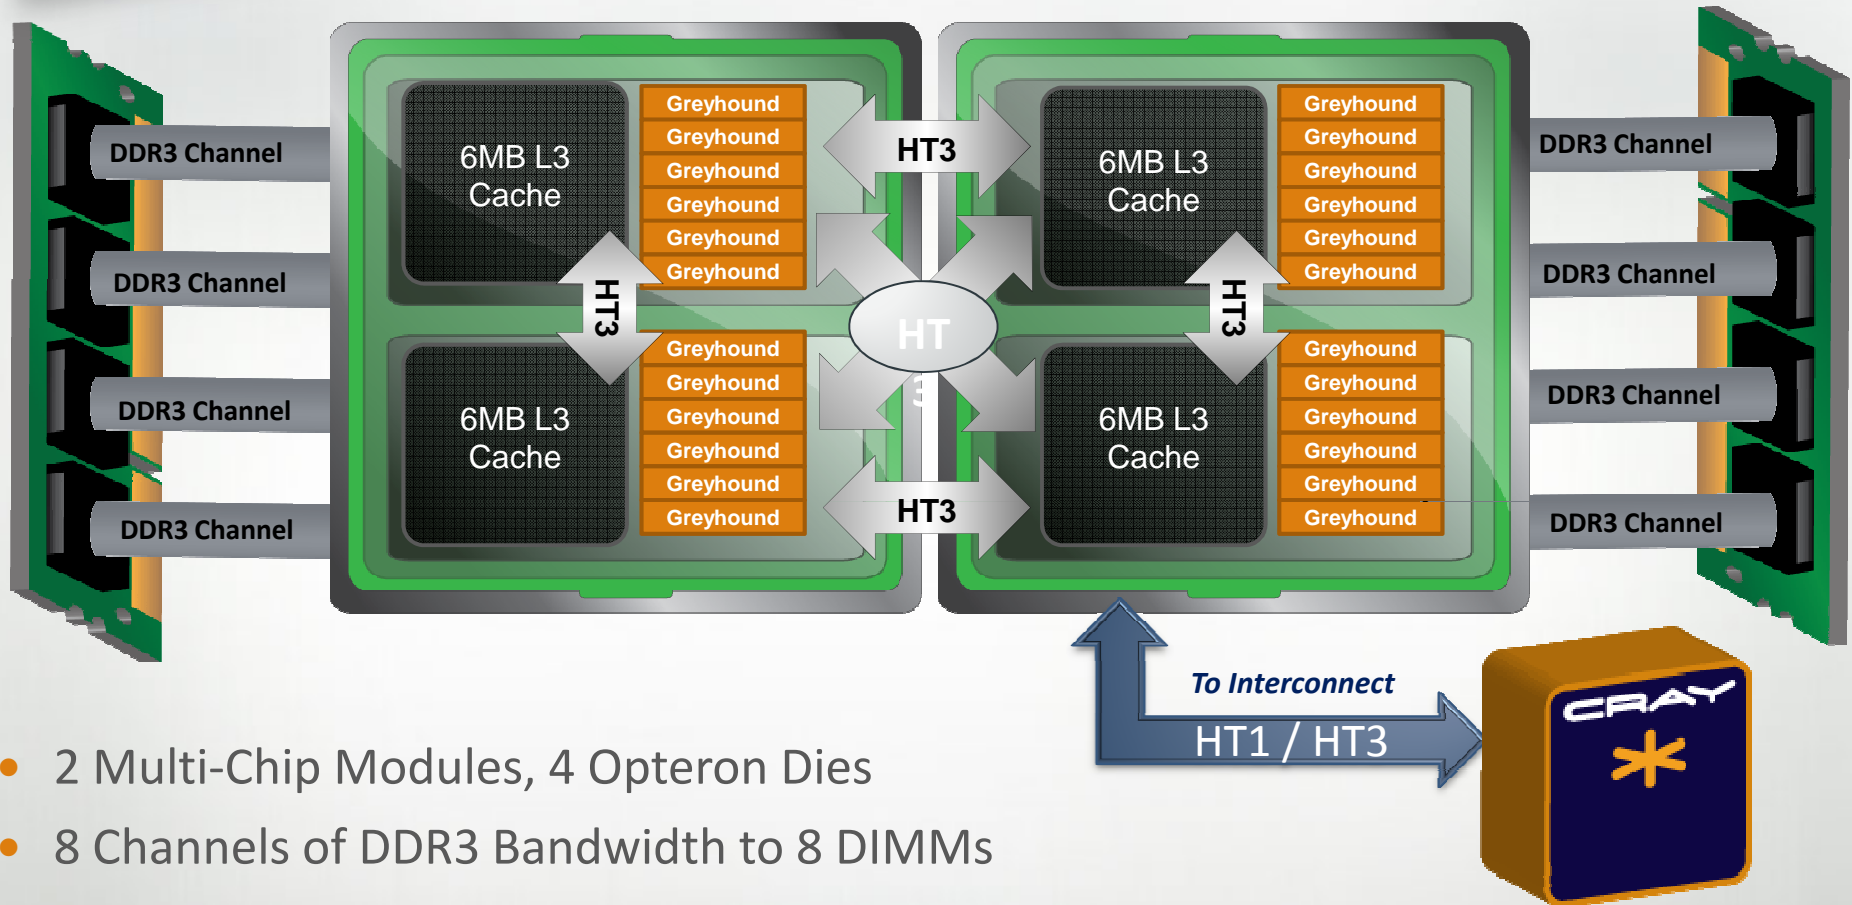 DDR3 Channel
DDR3 Channel
DDR3 Channel
DDR3 Channel
6MB L3
Cache
Greyhound
Greyhound
Greyhound
Greyhound
Greyhound
Greyhound
HT3
6MB L3
Cache
Greyhound
Greyhound
Greyhound
Greyhound
Greyhound
Greyhound
HT3
HT
3
HT3
6MB L3
Cache
Greyhound
Greyhound
Greyhound
Greyhound
Greyhound
Greyhound
HT3
6MB L3
Cache
Greyhound
Greyhound
Greyhound
Greyhound
Greyhound
Greyhound
DDR3 Channel
DDR3 Channel
DDR3 Channel
DDR3 Channel
To Interconnect
HT1 / HT3
CRAY
• 2 Multi-Chip Modules, 4 Opteron Dies
• 8 Channels of DDR3 Bandwidth to 8 DIMMs